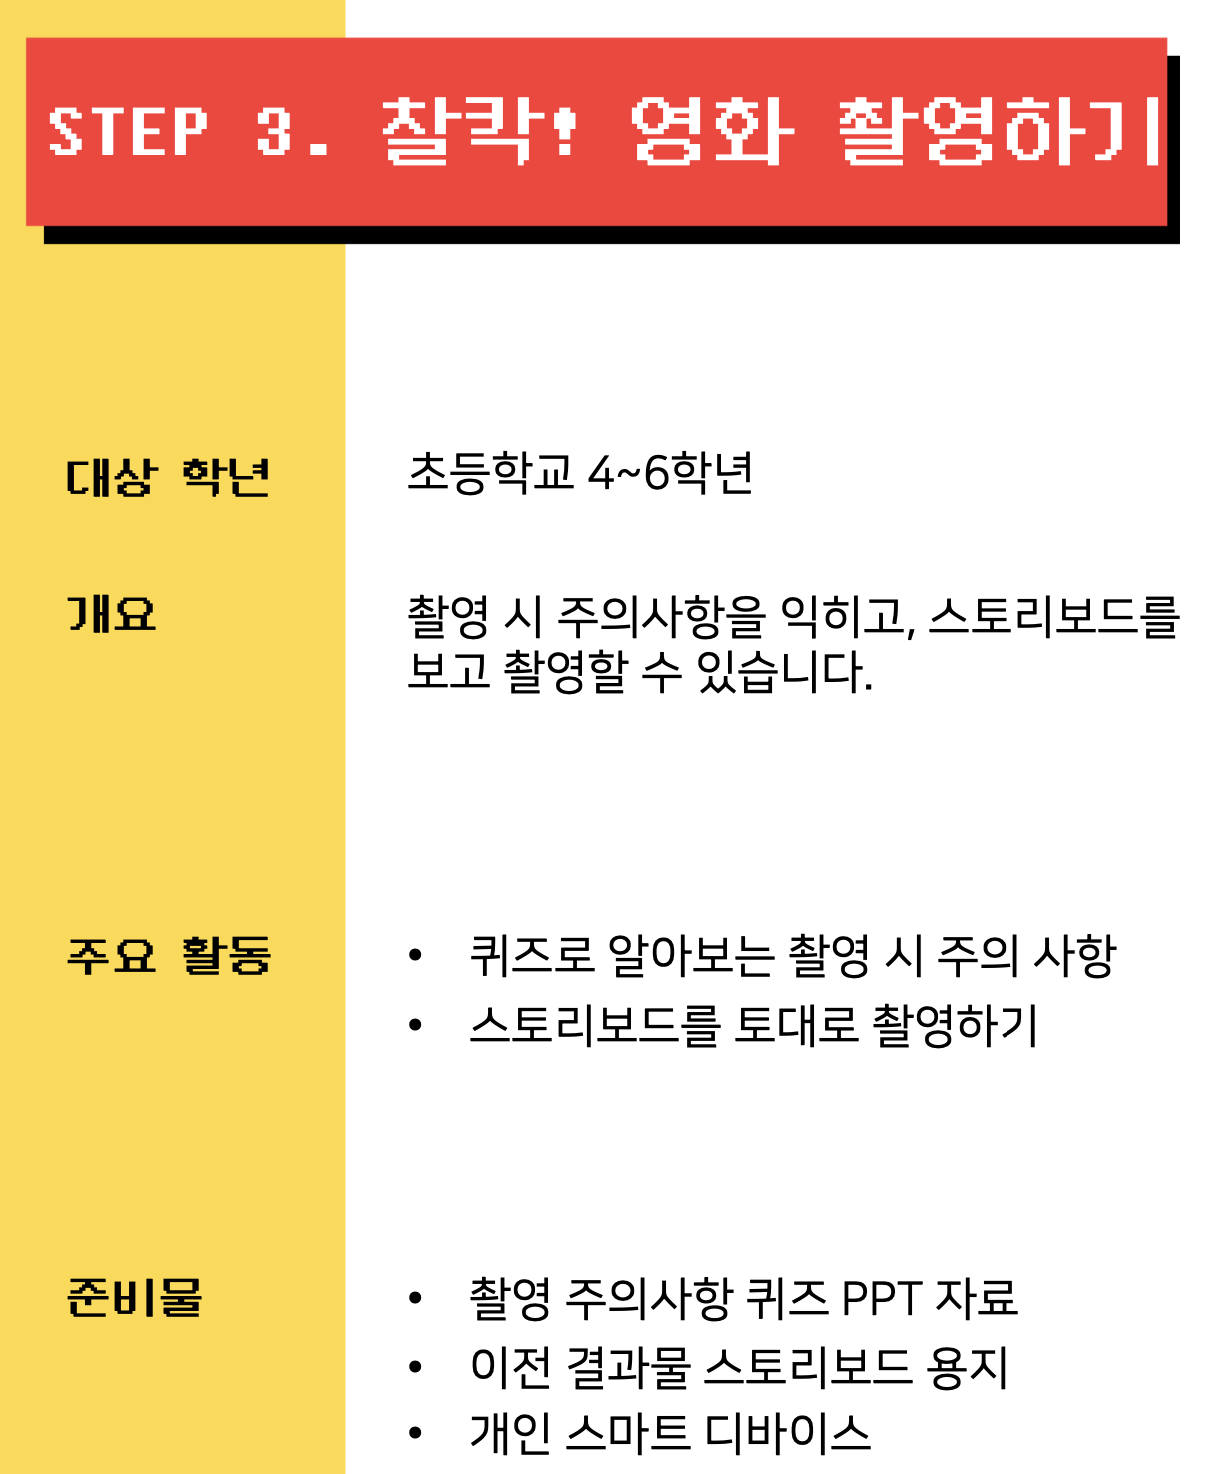 STEP 3. 찰칵! 영화 촬영하기
대상 학년
초등학교 4~6학년
개요
촬영 시 주의사항을 익히고, 스토리보드를
보고 촬영할 수 있습니다.
주요 활동
• 퀴즈로 알아보는 촬영 시 주의 사항
• 스토리보드를 토대로 촬영하기
준비물
• 촬영 주의사항 퀴즈 PPT 자료
• 이전 결과물 스토리보드 용지
• 개인 스마트 디바이스